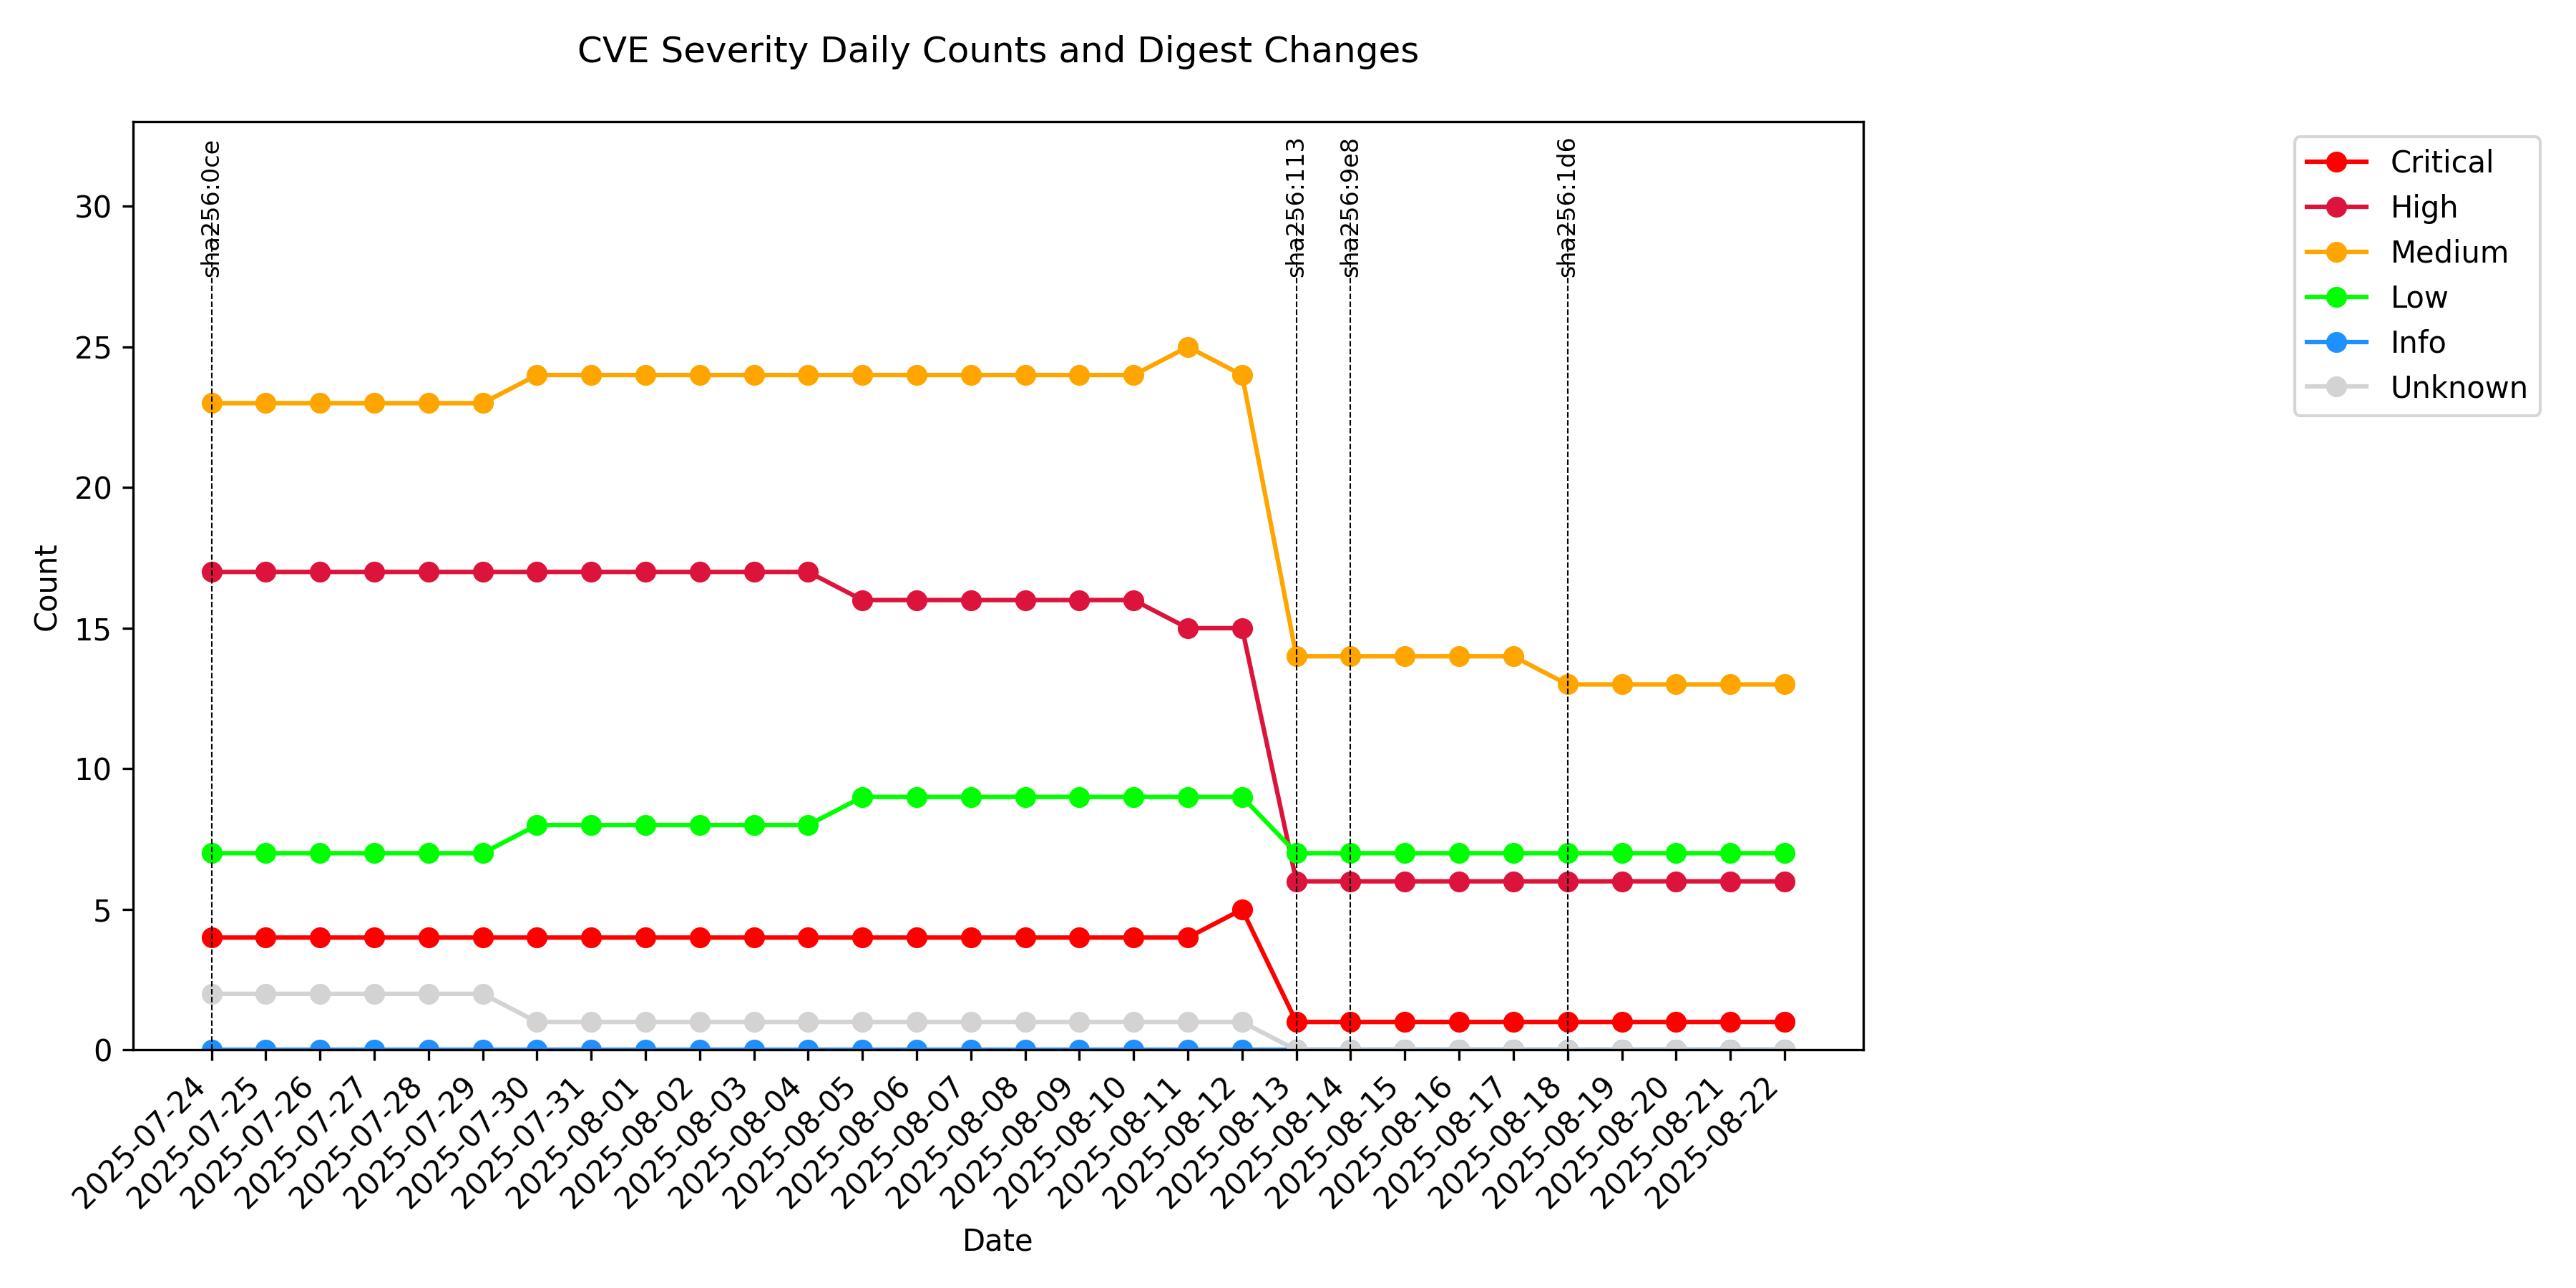 CVE Severity Daily Counts and Digest Changes
sha256:0ce
sha256:113
sha256:9e8
sha256:1d6
Critical
High
Medium
Low
Info
Unknown
Count
30
25
20
15
10
5
0
2025-07-24
2025-07-25
2025-07-26
2025-07-27
2025-07-28
2025-07-29
2025-07-30
2025-07-31
2025-08-01
2025-08-02
2025-08-03
2025-08-04
2025-08-05
2025-08-06
2025-08-07
2025-08-08
2025-08-09
2025-08-10
2025-08-11
2025-08-12
2025-08-13
2025-08-14
2025-08-15
2025-08-16
2025-08-17
2025-08-18
2025-08-19
2025-08-20
2025-08-21
2025-08-22
Date